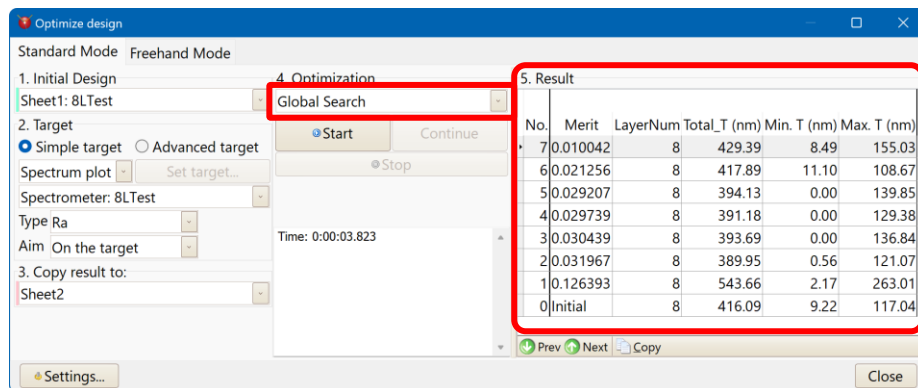 Optimize design
Standard Mode Freehand Mode
1. Initial Design
Sheet1: 8LTest
2. Target
Simple target Advanced target
Spectrum plot Set target...
Spectrometer: 8LTest
Type Ra
Aim On the target
3. Copy result to:
Sheet2
4. Optimization
Global Search
Start Continue
Stop
Time: 0:00:03.823
5. Result
No. Merit LayerNum Total_T (nm) Min. T (nm) Max. T (nm)
7 0.010042 8 429.39 8.49 155.03
6 0.021256 8 417.89 11.10 108.67
5 0.029207 8 394.13 0.00 139.85
4 0.029739 8 391.18 0.00 129.38
3 0.030439 8 393.69 0.00 136.84
2 0.031967 8 389.95 0.56 121.07
1 0.126393 8 543.66 2.17 263.01
0 Initial 8 416.09 9.22 117.04
Prev Next Copy
Settings... Close